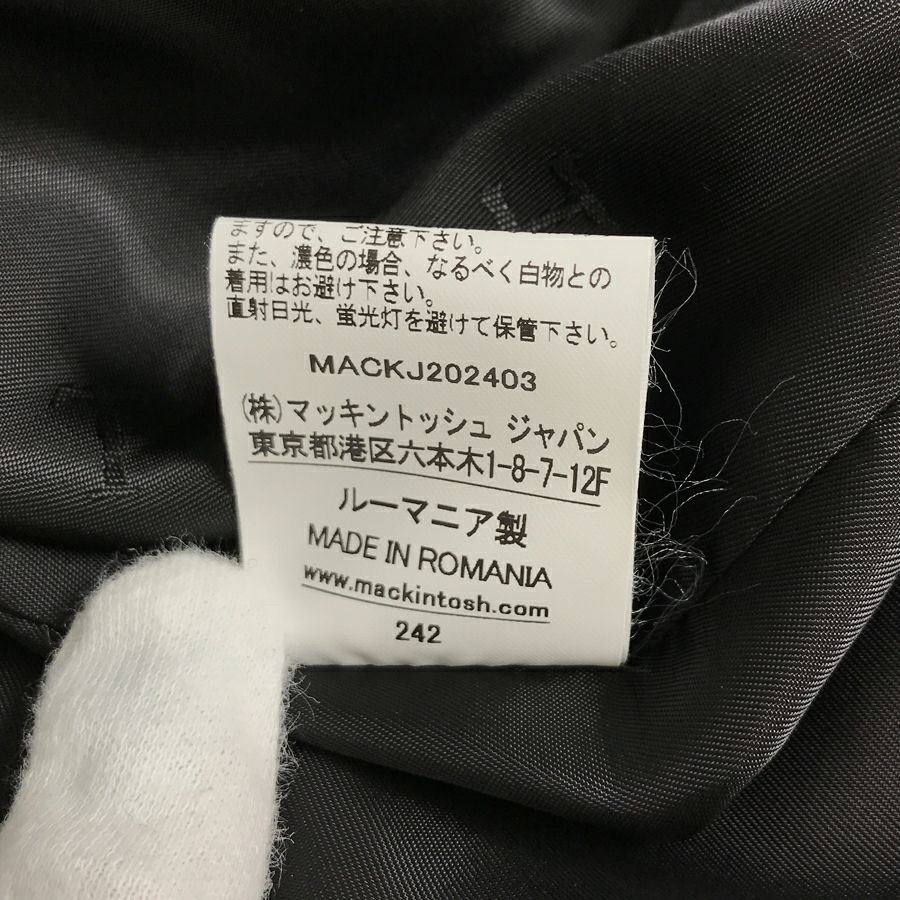 ますので、ご注意下さい。
また、濃色の場合、なるべく白物との
着用はお避け下さい。
直射日光、蛍光灯を避けて保管下さい。
MACKJ202403
(株)マッキントッシュ ジャパン
東京都港区六本木1-8-7-12F
ルーマニア製
MADE IN ROMANIA
www.mackintosh.com
242